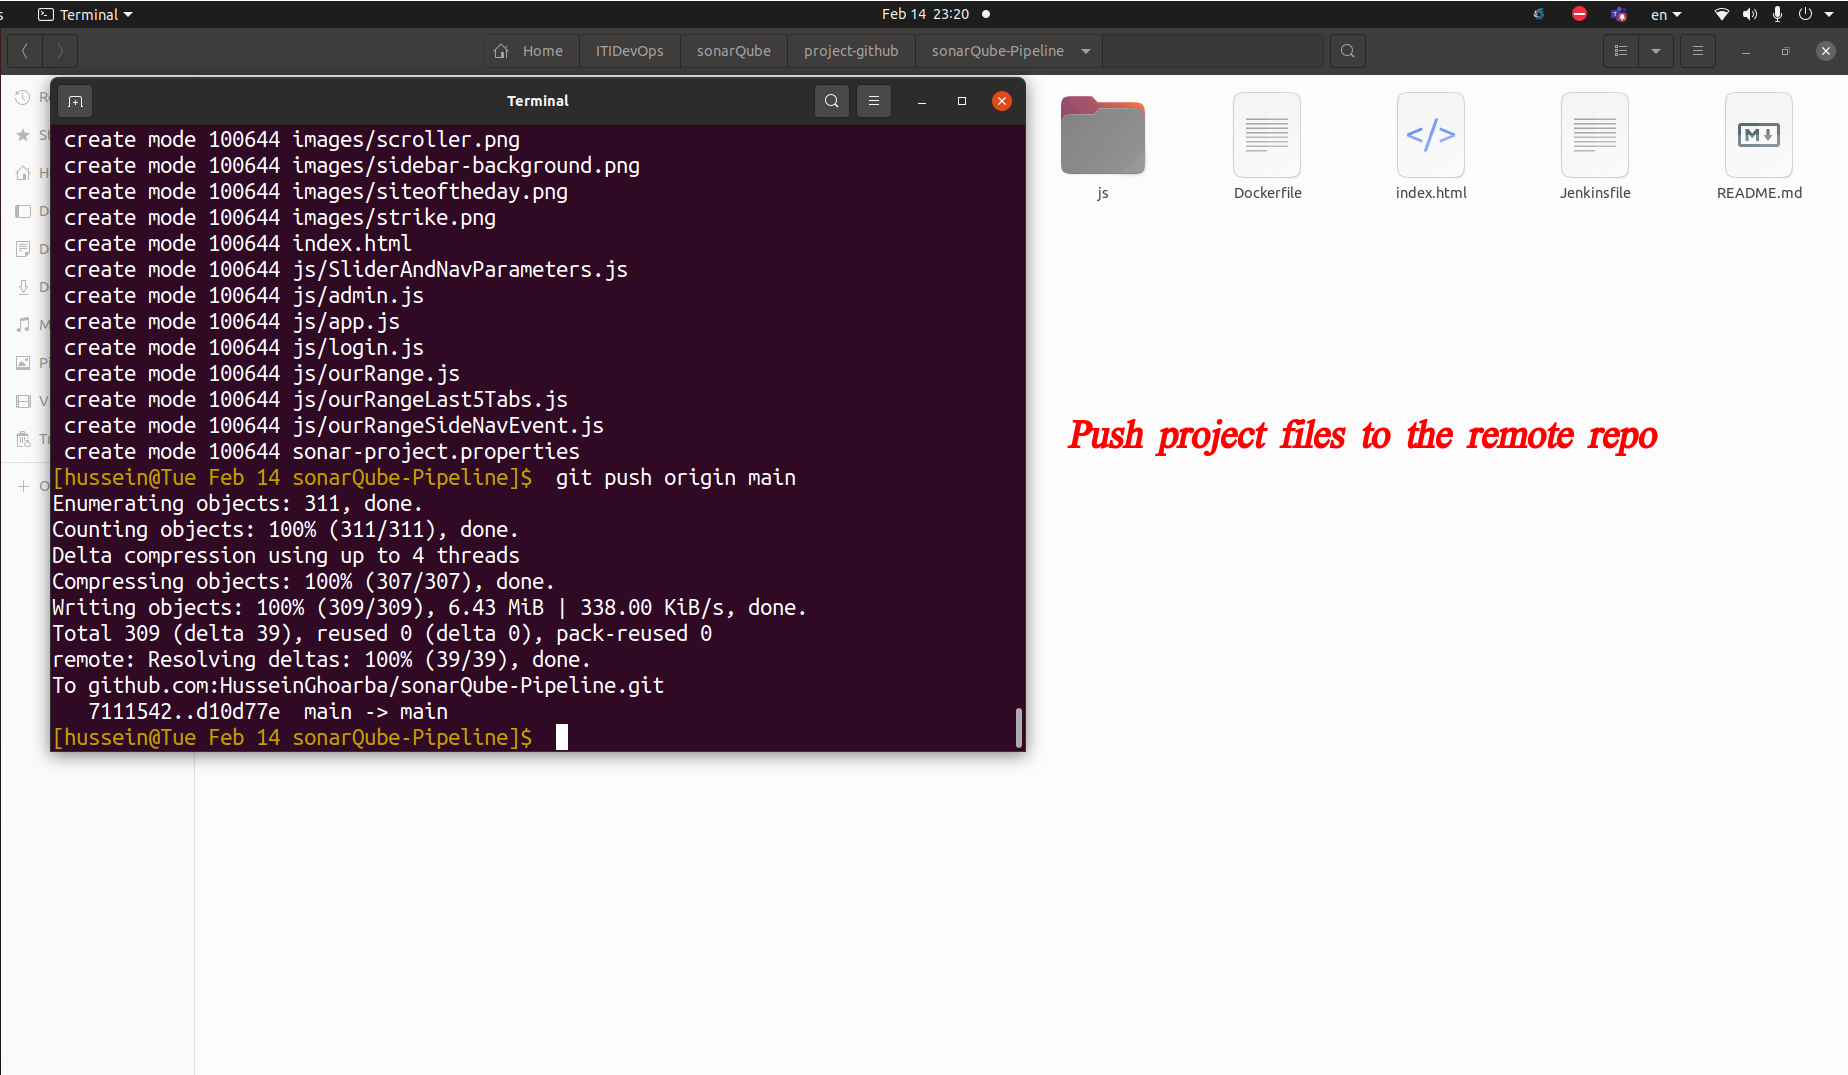 Terminal
Feb 14 23:20
en
Home
ITIDevOps
sonarQube
project-github
sonarQube-Pipeline
Terminal
create mode 100644 images/scroller.png
create mode 100644 images/sidebar-background.png
create mode 100644 images/siteoftheday.png
create mode 100644 images/strike.png
create mode 100644 index.html
create mode 100644 js/SliderAndNavParameters.js
create mode 100644 js/admin.js
create mode 100644 js/app.js
create mode 100644 js/login.js
create mode 100644 js/ourRange.js
create mode 100644 js/ourRangeLast5Tabs.js
create mode 100644 js/ourRangeSideNavEvent.js
create mode 100644 sonar-project.properties
[hussein@Tue Feb 14 sonarQube-Pipeline]$ git push origin main
Enumerating objects: 311, done.
Counting objects: 100% (311/311), done.
Delta compression using up to 4 threads
Compressing objects: 100% (307/307), done.
Writing objects: 100% (309/309), 6.43 MiB | 338.00 KiB/s, done.
Total 309 (delta 39), reused 0 (delta 0), pack-reused 0
remote: Resolving deltas: 100% (39/39), done.
To github.com:HusseinGhoarba/sonarQube-Pipeline.git
7111542..d10d77e main -> main
[hussein@Tue Feb 14 sonarQube-Pipeline]$
js
Dockerfile
index.html
Jenkinsfile
README.md
Push project files to the remote repo